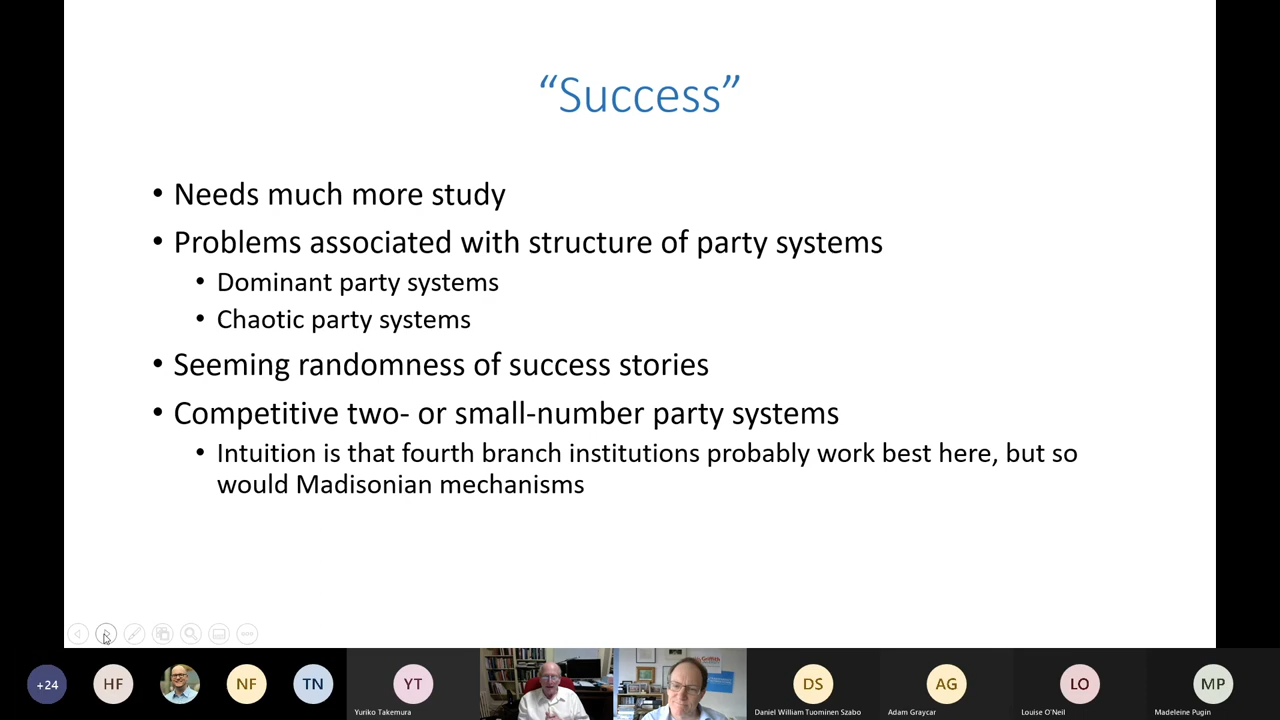 “Success”
• Needs much more study
• Problems associated with structure of party systems
• Dominant party systems
• Chaotic party systems
• Seeming randomness of success stories
• Competitive two- or small-number party systems
• Intuition is that fourth branch institutions probably work best here, but so
would Madisonian mechanisms
+24
HF
NF
TN
YT
DS
AG
LO
MP
Yuriko Takemura
Daniel William Tuominen Szabo
Adam Graycar
Louise O'Neil
Madeleine Pugin